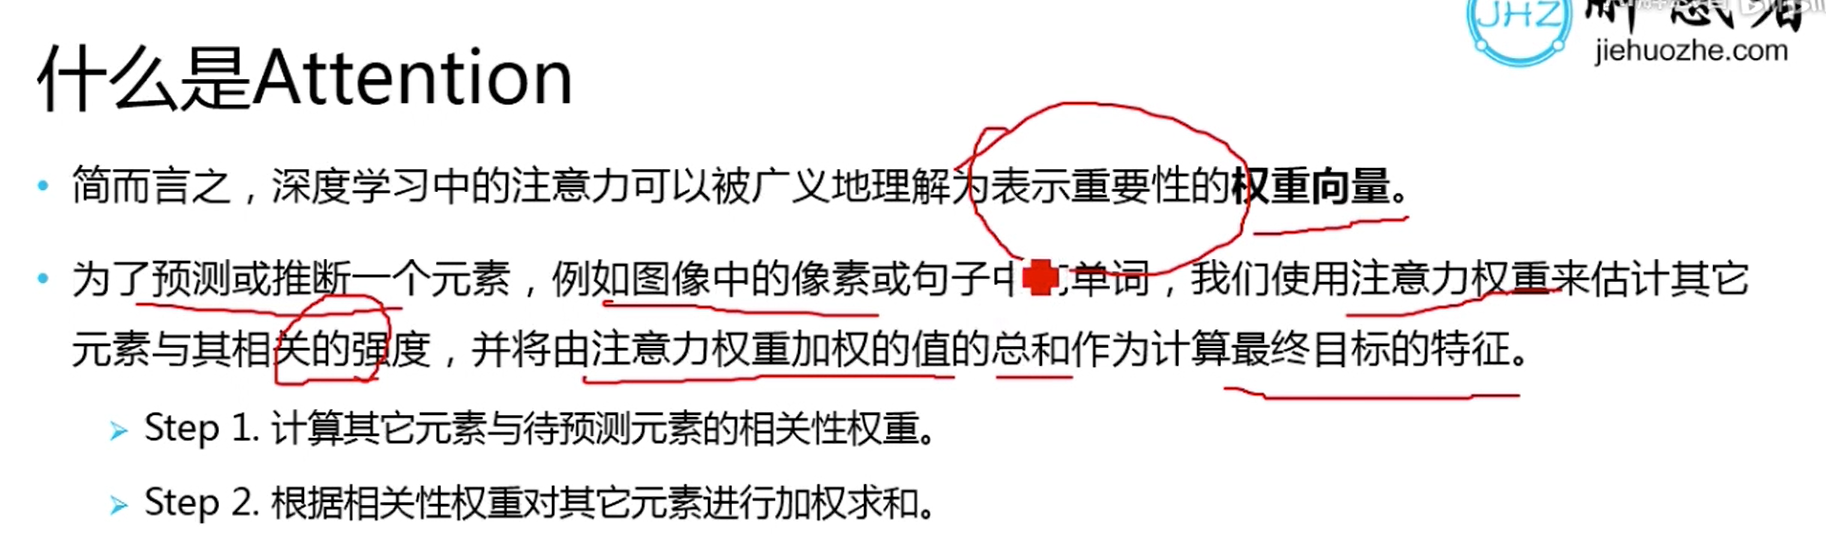 JHZ
jiehuozhe.com
什么是Attention
简而言之，深度学习中的注意力可以被广义地理解为表示重要性的权重向量。
为了预测或推断一个元素，例如图像中的像素或句子中 单词，我们使用注意力权重来估计其它
元素与其相关的强度，并将由注意力权重加权的值的总和作为计算最终目标的特征。
Step 1. 计算其它元素与待预测元素的相关性权重。
Step 2. 根据相关性权重对其它元素进行加权求和。